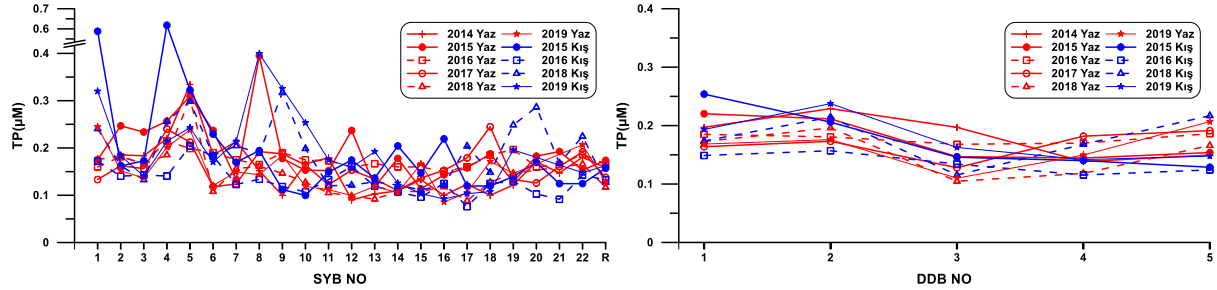 0.7
0.6
0.5
0.4
0.3
0.2
0.1
0
TP(µM)
1 2 3 4 5 6 7 8 9 10 11 12 13 14 15 16 17 18 19 20 21 22 R
SYB NO
2014 Yaz 2019 Yaz
2015 Yaz 2015 Kış
2016 Yaz 2016 Kış
2017 Yaz 2018 Kış
2018 Yaz 2019 Kış
0.4
0.3
0.2
0.1
0
TP(µM)
1 2 3 4 5
DDB NO
2014 Yaz 2019 Yaz
2015 Yaz 2015 Kış
2016 Yaz 2016 Kış
2017 Yaz 2018 Kış
2018 Yaz 2019 Kış